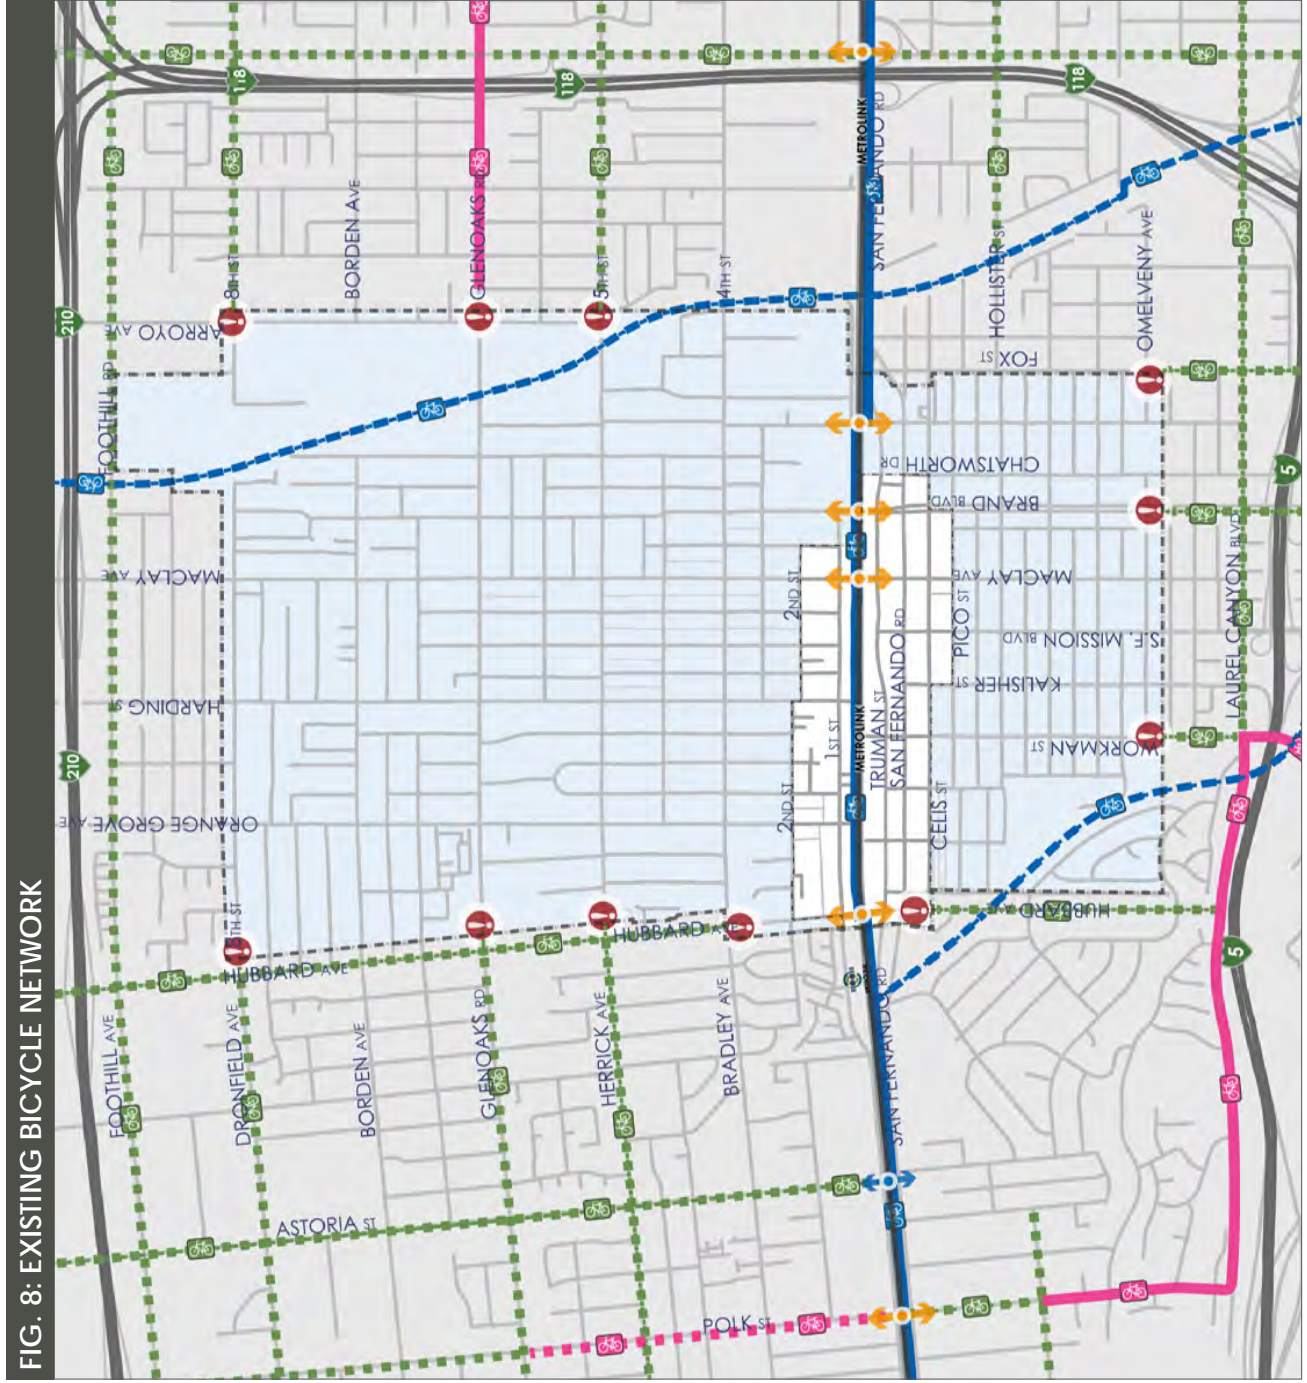 FIG. 8: EXISTING BICYCLE NETWORK
210
118
118
118
METROLINK
SAN FERNANDO RD
BORDEN AVE
GLENOAKS RD
8TH ST
5TH ST
4TH ST
HOLLISTER ST
OMELVENY AVE
210
ARROYO AVE
FOX ST
FOOTHILL RD
CHATSWORTH DR
BRAND BLVD
5
MACLAY AVE
2ND ST
MACLAY AVE
PICO ST
S.F. MISSION BLVD
LAUREL CANYON BLVD
HARDING ST
KALISHER ST
1ST ST
METROLINK
TRUMAN ST
SAN FERNANDO RD
WORKMAN ST
210
ORANGE GROVE AVE
2ND ST
CELIS ST
8TH ST
HUBBARD AVE
HUBBARD AVE
HUBBARD AVE
5
FOOTHILL AVE
DRONFIELD AVE
BORDEN AVE
GLENOAKS RD
HERRICK AVE
BRADLEY AVE
SAN FERNANDO RD
ASTORIA ST
POLK ST